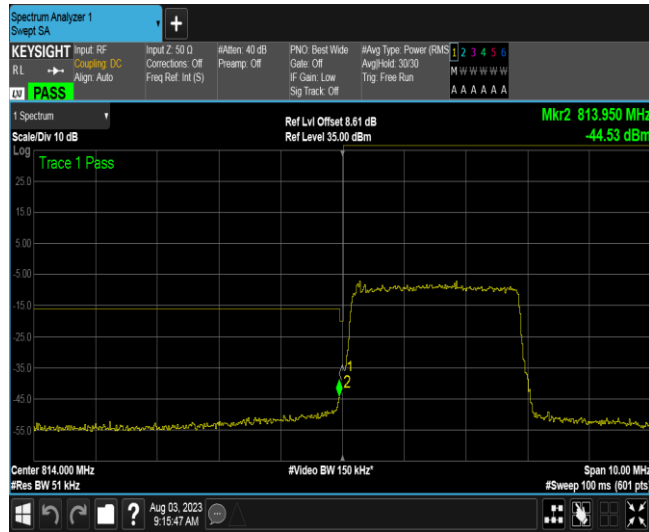 Spectrum Analyzer 1
Swept SA
+
KEYSIGHT Input: RF Input Z: 50 Ω #Atten: 40 dB PNO: Best Wide #Avg Type: Power (RMS 1 2 3 4 5 6
RL Coupling: DC Corrections: Off Preamp: Off Gate: Off Avg|Hold: 30/30 M W W W W W
Align: Auto Freq Ref: Int (S) IF Gain: Low Trig: Free Run
LXI PASS Sig Track: Off A A A A A A
1 Spectrum Ref Lvl Offset 8.61 dB Mkr2 813.950 MHz
Scale/Div 10 dB Ref Level 35.00 dBm -44.53 dBm
Log
Trace 1 Pass
25.0
15.0
5.00
-5.00
-15.0
-25.0
-35.0
1
2
-45.0
-55.0
Center 814.000 MHz #Video BW 150 kHz* Span 10.00 MHz
#Res BW 51 kHz #Sweep 100 ms (601 pts)
? Aug 03, 2023
9:15:47 AM